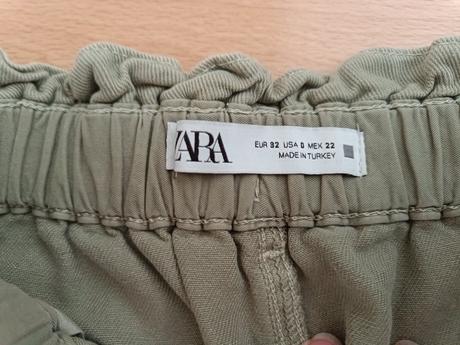 ZARA
EUR 32 USA 0 MEX 22
MADE IN TURKEY